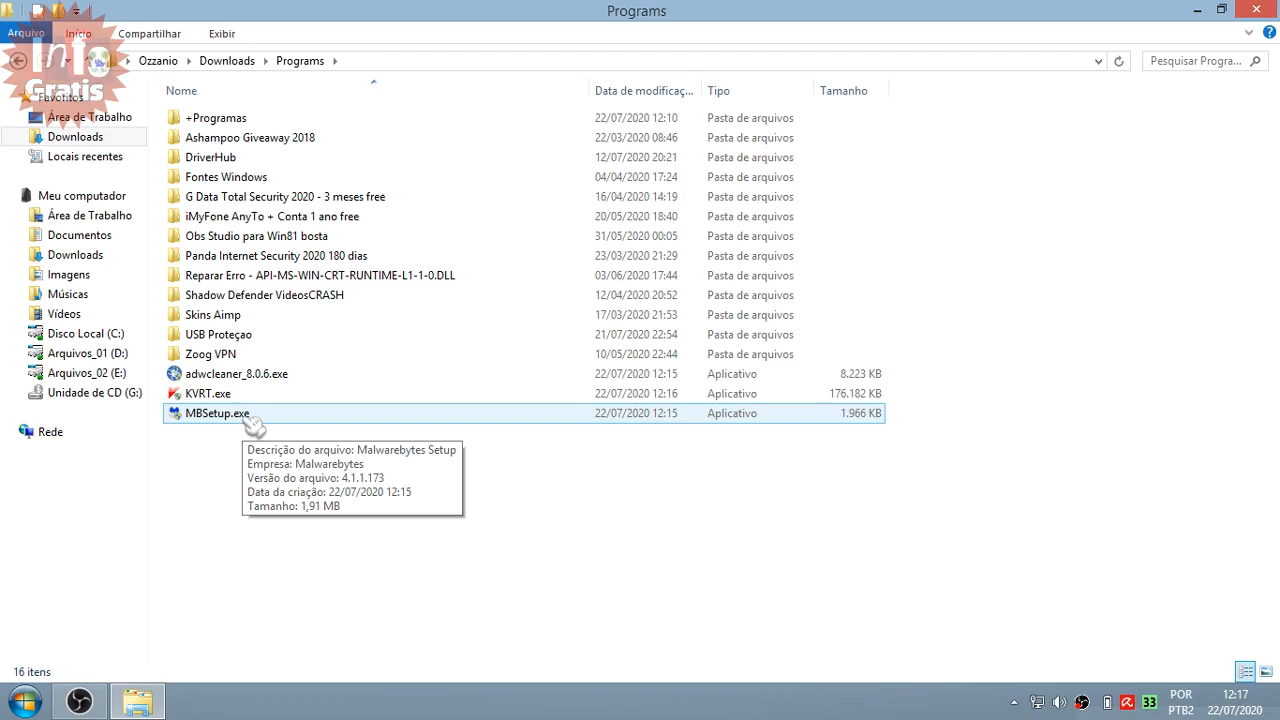 Programs
Arquivo Início Compartilhar Exibir
Info
Gratis
Ozzanio Downloads Programs
Pesquisar Progra...
Nome Data de modificaç... Tipo Tamanho
Favoritos
Área de Trabalho
Downloads
Locais recentes
Meu computador
Área de Trabalho
Documentos
Downloads
Imagens
Músicas
Vídeos
Disco Local (C:)
Arquivos_01 (D:)
Arquivos_02 (E:)
Unidade de CD (G:)
Rede
+Programas 22/07/2020 12:10 Pasta de arquivos
Ashampoo Giveaway 2018 22/03/2020 08:46 Pasta de arquivos
DriverHub 12/07/2020 20:21 Pasta de arquivos
Fontes Windows 04/04/2020 17:24 Pasta de arquivos
G Data Total Security 2020 - 3 meses free 16/04/2020 14:19 Pasta de arquivos
iMyFone AnyTo + Conta 1 ano free 20/05/2020 18:40 Pasta de arquivos
Obs Studio para Win81 bosta 31/05/2020 00:05 Pasta de arquivos
Panda Internet Security 2020 180 dias 23/03/2020 21:29 Pasta de arquivos
Reparar Erro - API-MS-WIN-CRT-RUNTIME-L1-1-0.DLL 03/06/2020 17:44 Pasta de arquivos
Shadow Defender VideosCRASH 12/04/2020 20:52 Pasta de arquivos
Skins Aimp 17/03/2020 21:53 Pasta de arquivos
USB Proteçao 21/07/2020 22:54 Pasta de arquivos
Zoog VPN 10/05/2020 22:44 Pasta de arquivos
adwcleaner_8.0.6.exe 22/07/2020 12:15 Aplicativo 8.223 KB
KVRT.exe 22/07/2020 12:16 Aplicativo 176.182 KB
MBSetup.exe 22/07/2020 12:15 Aplicativo 1.966 KB
Descrição do arquivo: Malwarebytes Setup
Empresa: Malwarebytes
Versão do arquivo: 4.1.1.173
Data da criação: 22/07/2020 12:15
Tamanho: 1,91 MB
16 itens
33
POR 12:17
PTB2 22/07/2020